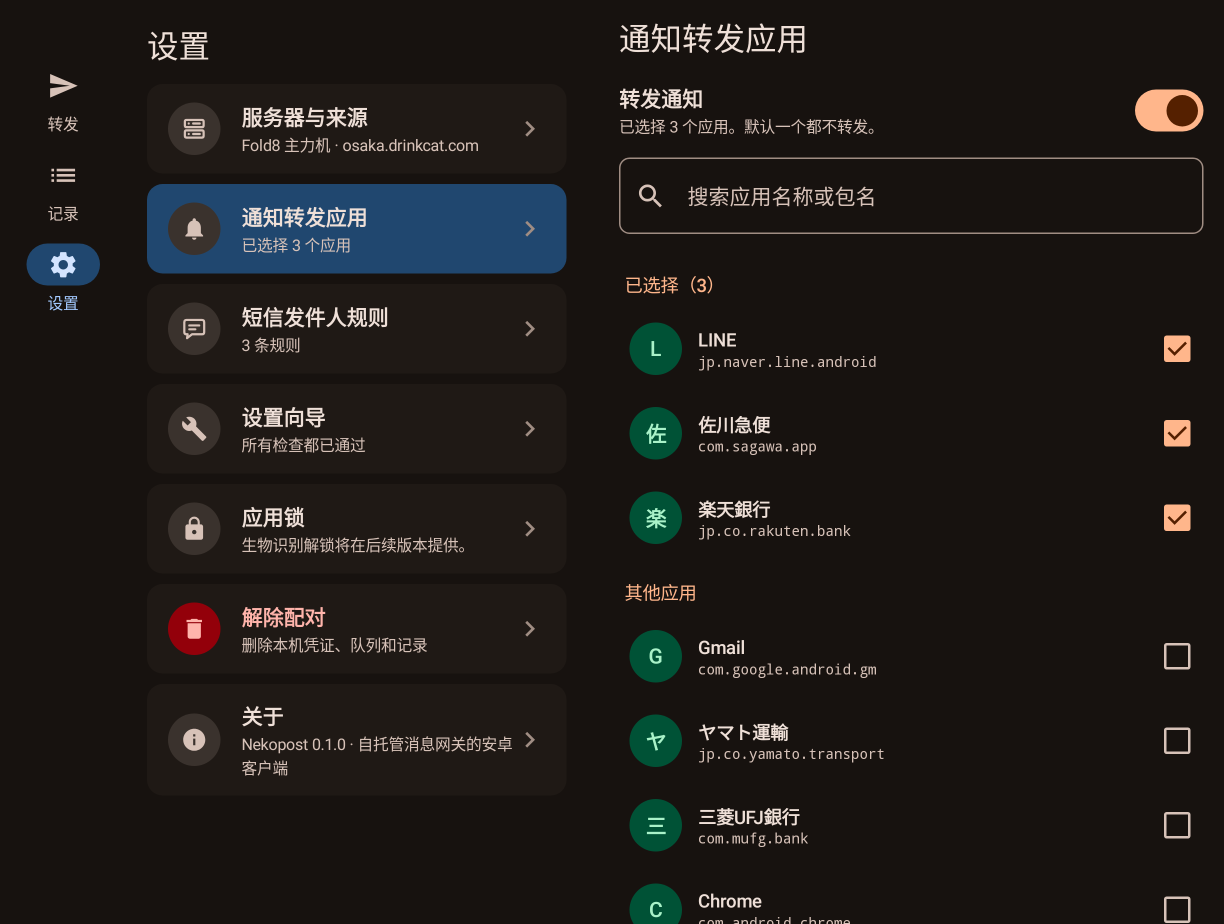 转发
记录
设置
设置
服务器与来源
Fold8 主力机 · osaka.drinkcat.com
通知转发应用
已选择 3 个应用
短信发件人规则
3 条规则
设置向导
所有检查都已通过
应用锁
生物识别解锁将在后续版本提供。
解除配对
删除本机凭证、队列和记录
关于
Nekopost 0.1.0 · 自托管消息网关的安卓
客户端
通知转发应用
转发通知
已选择 3 个应用。默认一个都不转发。
搜索应用名称或包名
已选择（3）
L
LINE
jp.naver.line.android
佐
佐川急便
com.sagawa.app
楽
楽天銀行
jp.co.rakuten.bank
其他应用
G
Gmail
com.google.android.gm
ヤ
ヤマト運輸
jp.co.yamato.transport
三
三菱UFJ銀行
com.mufg.bank
C
Chrome
com.android.chrome